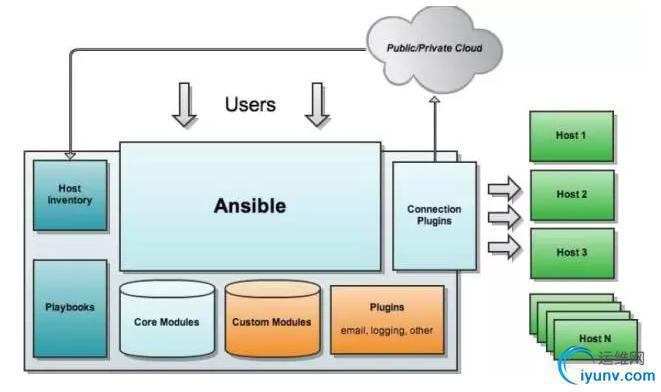 Public/Private Cloud
Users
Host
Inventory
Ansible
Connection
Plugins
Host 1
Host 2
Host 3
Host N
Playbooks
Core Modules
Custom Modules
Plugins
email, logging, other
运维网
iyunv.com